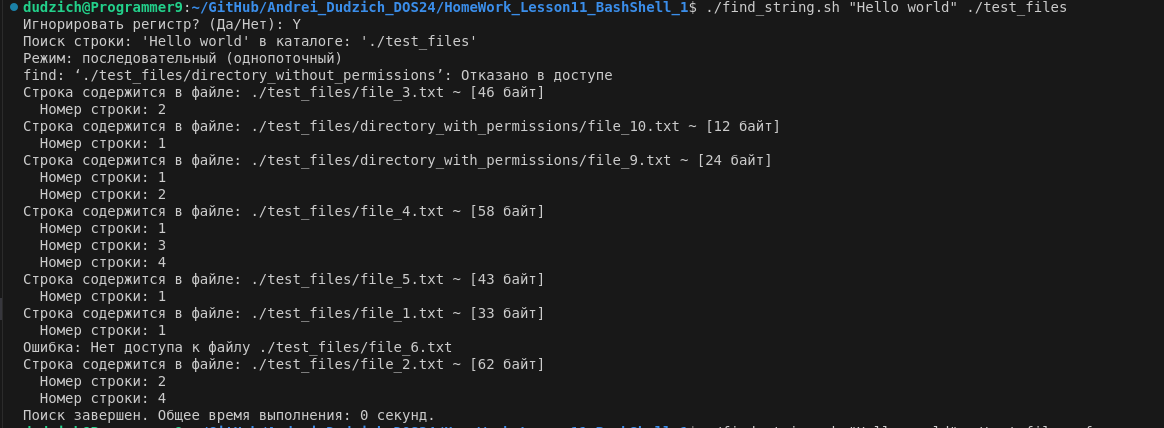 dudzich@Programmer9:~/GitHub/Andrei_Dudzich_DOS24/HomeWork_Lesson11_BashShell_1$ ./find_string.sh "Hello world" ./test_files
Игнорировать регистр? (Да/Нет): Y
Поиск строки: 'Hello world' в каталоге: './test_files'
Режим: последовательный (однопоточный)
find: ‘./test_files/directory_without_permissions’: Отказано в доступе
Строка содержится в файле: ./test_files/file_3.txt ~ [46 байт]
  Номер строки: 2
Строка содержится в файле: ./test_files/directory_with_permissions/file_10.txt ~ [12 байт]
  Номер строки: 1
Строка содержится в файле: ./test_files/directory_with_permissions/file_9.txt ~ [24 байт]
  Номер строки: 1
  Номер строки: 2
Строка содержится в файле: ./test_files/file_4.txt ~ [58 байт]
  Номер строки: 1
  Номер строки: 3
  Номер строки: 4
Строка содержится в файле: ./test_files/file_5.txt ~ [43 байт]
  Номер строки: 1
Строка содержится в файле: ./test_files/file_1.txt ~ [33 байт]
  Номер строки: 1
Ошибка: Нет доступа к файлу ./test_files/file_6.txt
Строка содержится в файле: ./test_files/file_2.txt ~ [62 байт]
  Номер строки: 2
  Номер строки: 4
Поиск завершен. Общее время выполнения: 0 секунд.